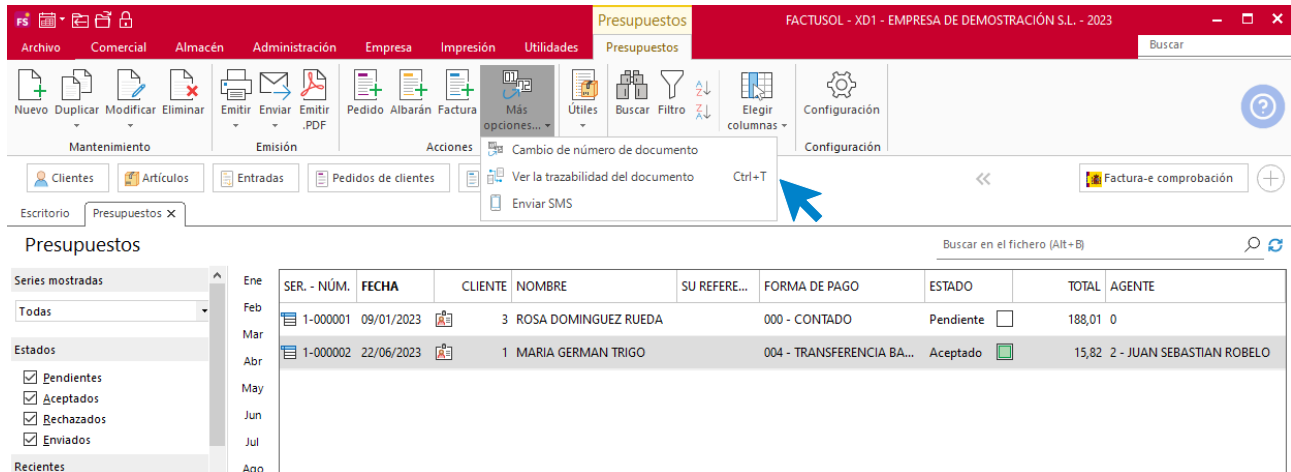 FS
Presupuestos
FACTUSOL - XD1 - EMPRESA DE DEMOSTRACIÓN S.L. - 2023
Archivo Comercial Almacén Administración Empresa Impresión Utilidades Presupuestos
Buscar
Nuevo Duplicar Modificar Eliminar
Mantenimiento
Emitir Enviar Emitir .PDF
Emisión
Pedido Albarán Factura Más opciones...
Acciones
Útiles
Buscar Filtro
Elegir columnas
Configuración
Configuración
Cambio de número de documento
Ver la trazabilidad del documento Ctrl+T
Enviar SMS
Clientes Artículos Entradas Pedidos de clientes
Factura-e comprobación
Escritorio Presupuestos
Presupuestos
Buscar en el fichero (Alt+B)
Series mostradas
Todas
Estados
Pendientes
Aceptados
Rechazados
Enviados
Recientes
Ene
Feb
Mar
Abr
May
Jun
Jul
Ago
SER. - NÚM. FECHA CLIENTE NOMBRE SU REFERE... FORMA DE PAGO ESTADO TOTAL AGENTE
1-000001 09/01/2023 3 ROSA DOMINGUEZ RUEDA 000 - CONTADO Pendiente 188,01 0
1-000002 22/06/2023 1 MARIA GERMAN TRIGO 004 - TRANSFERENCIA BA... Aceptado 15,82 2 - JUAN SEBASTIAN ROBELO